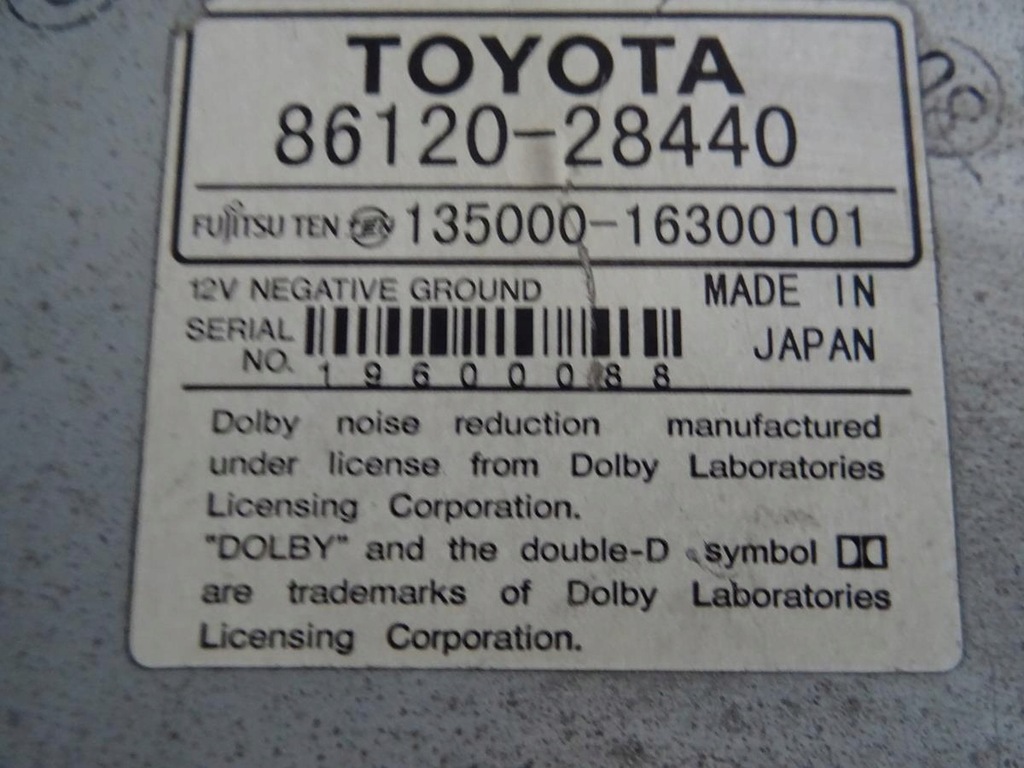 TOYOTA
86120-28440
FUJITSU TEN TEN 135000-16300101
12V NEGATIVE GROUND
MADE IN
JAPAN
SERIAL
NO.
19600088
Dolby noise reduction manufactured
under license from Dolby Laboratories
Licensing Corporation.
"DOLBY" and the double-D symbol
are trademarks of Dolby Laboratories
Licensing Corporation.